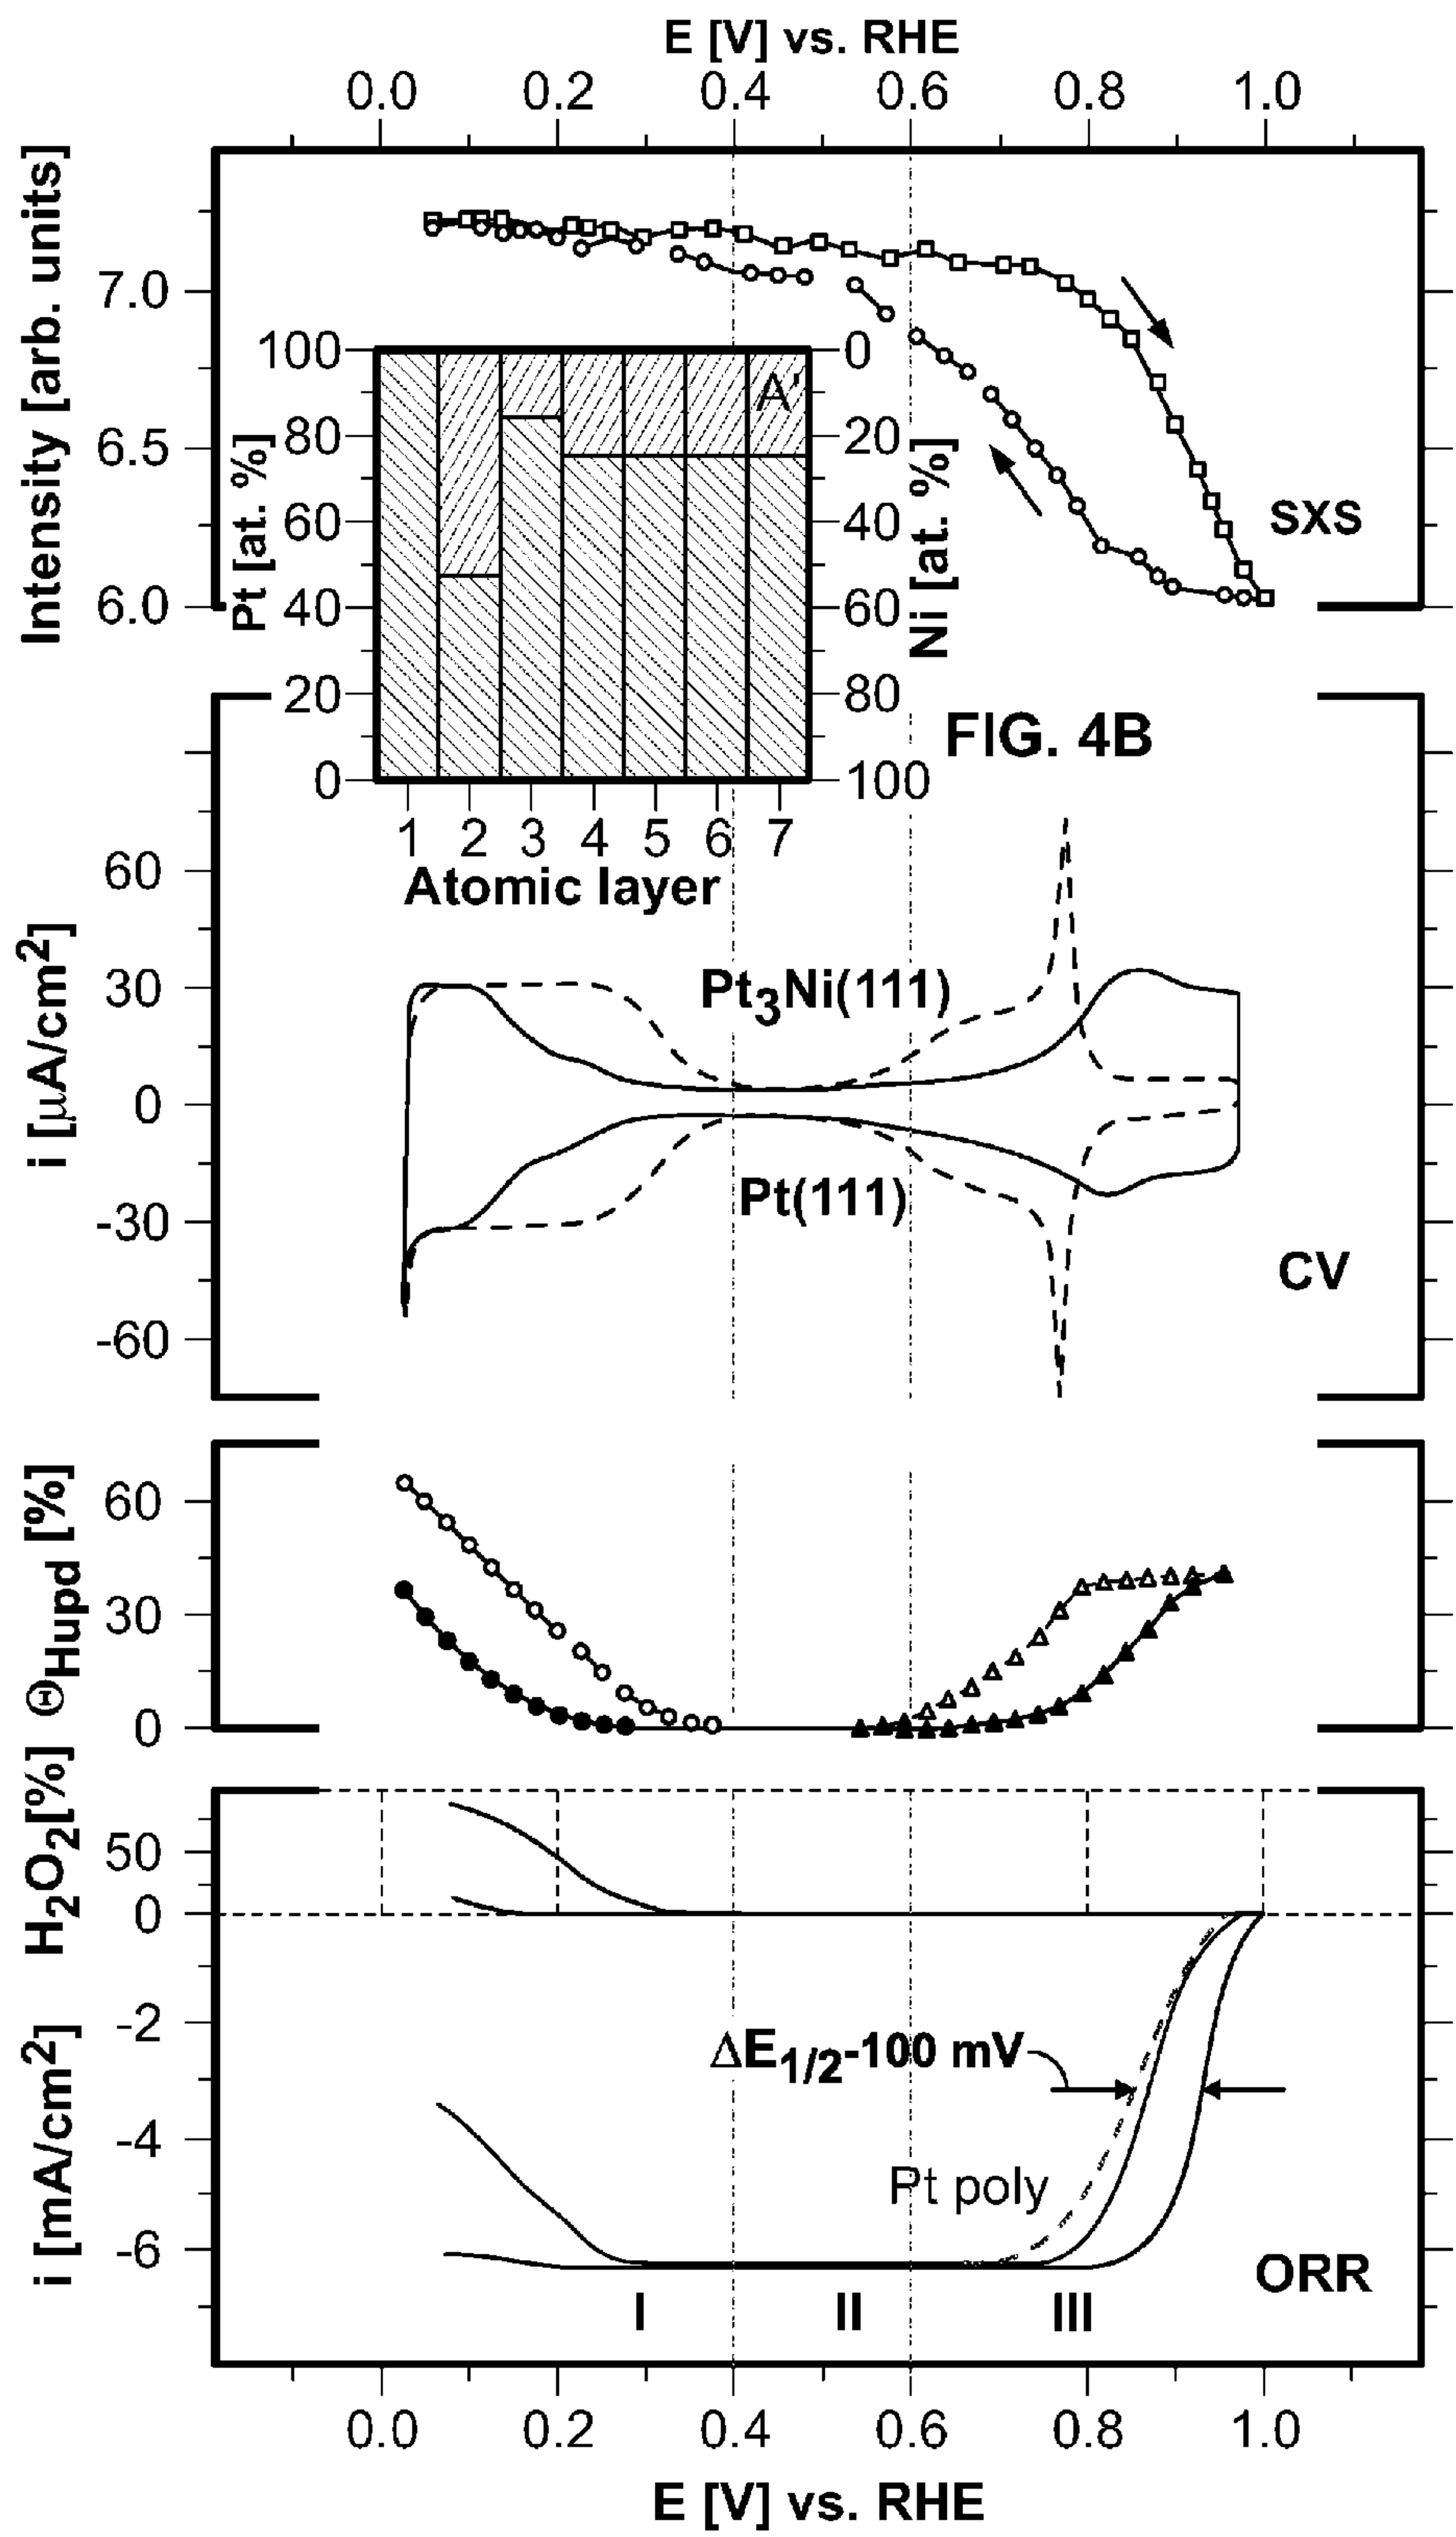 E [V] vs. RHE
0.0 0.2 0.4 0.6 0.8 1.0
Intensity [arb. units]
7.0
6.5
6.0
SXS
Pt [at. %]
100
80
60
40
20
0
A'
Ni [at. %]
0
20
40
60
80
100
1 2 3 4 5 6 7
Atomic layer
FIG. 4B
i [μA/cm²]
60
30
0
-30
-60
Pt₃Ni(111)
Pt(111)
CV
Θ_Hupd [%]
60
30
0
H₂O₂[%]
50
0
i [mA/cm²]
-2
-4
-6
ΔE₁/₂-100 mV
Pt poly
ORR
I II III
0.0 0.2 0.4 0.6 0.8 1.0
E [V] vs. RHE